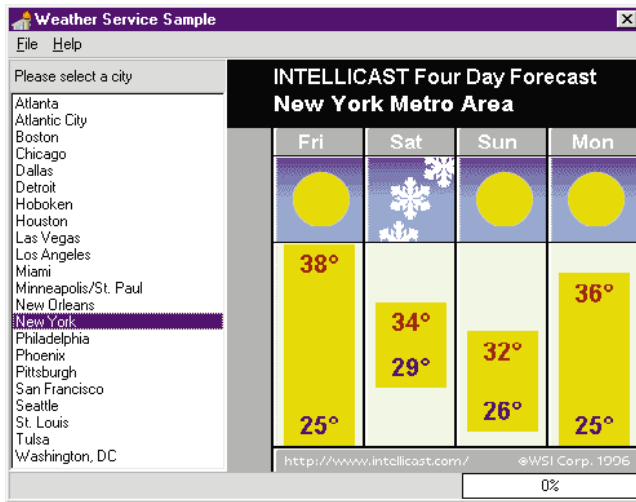 Weather Service Sample
File Help
Please select a city
Atlanta
Atlantic City
Boston
Chicago
Dallas
Detroit
Hoboken
Houston
Las Vegas
Los Angeles
Miami
Minneapolis/St. Paul
New Orleans
New York
Philadelphia
Phoenix
Pittsburgh
San Francisco
Seattle
St. Louis
Tulsa
Washington, DC
INTELLICAST Four Day Forecast
New York Metro Area
Fri Sat Sun Mon
38° 34° 32° 36°
25° 29° 26° 25°
http://www.intellicast.com/ ©WSI Corp. 1996
0%